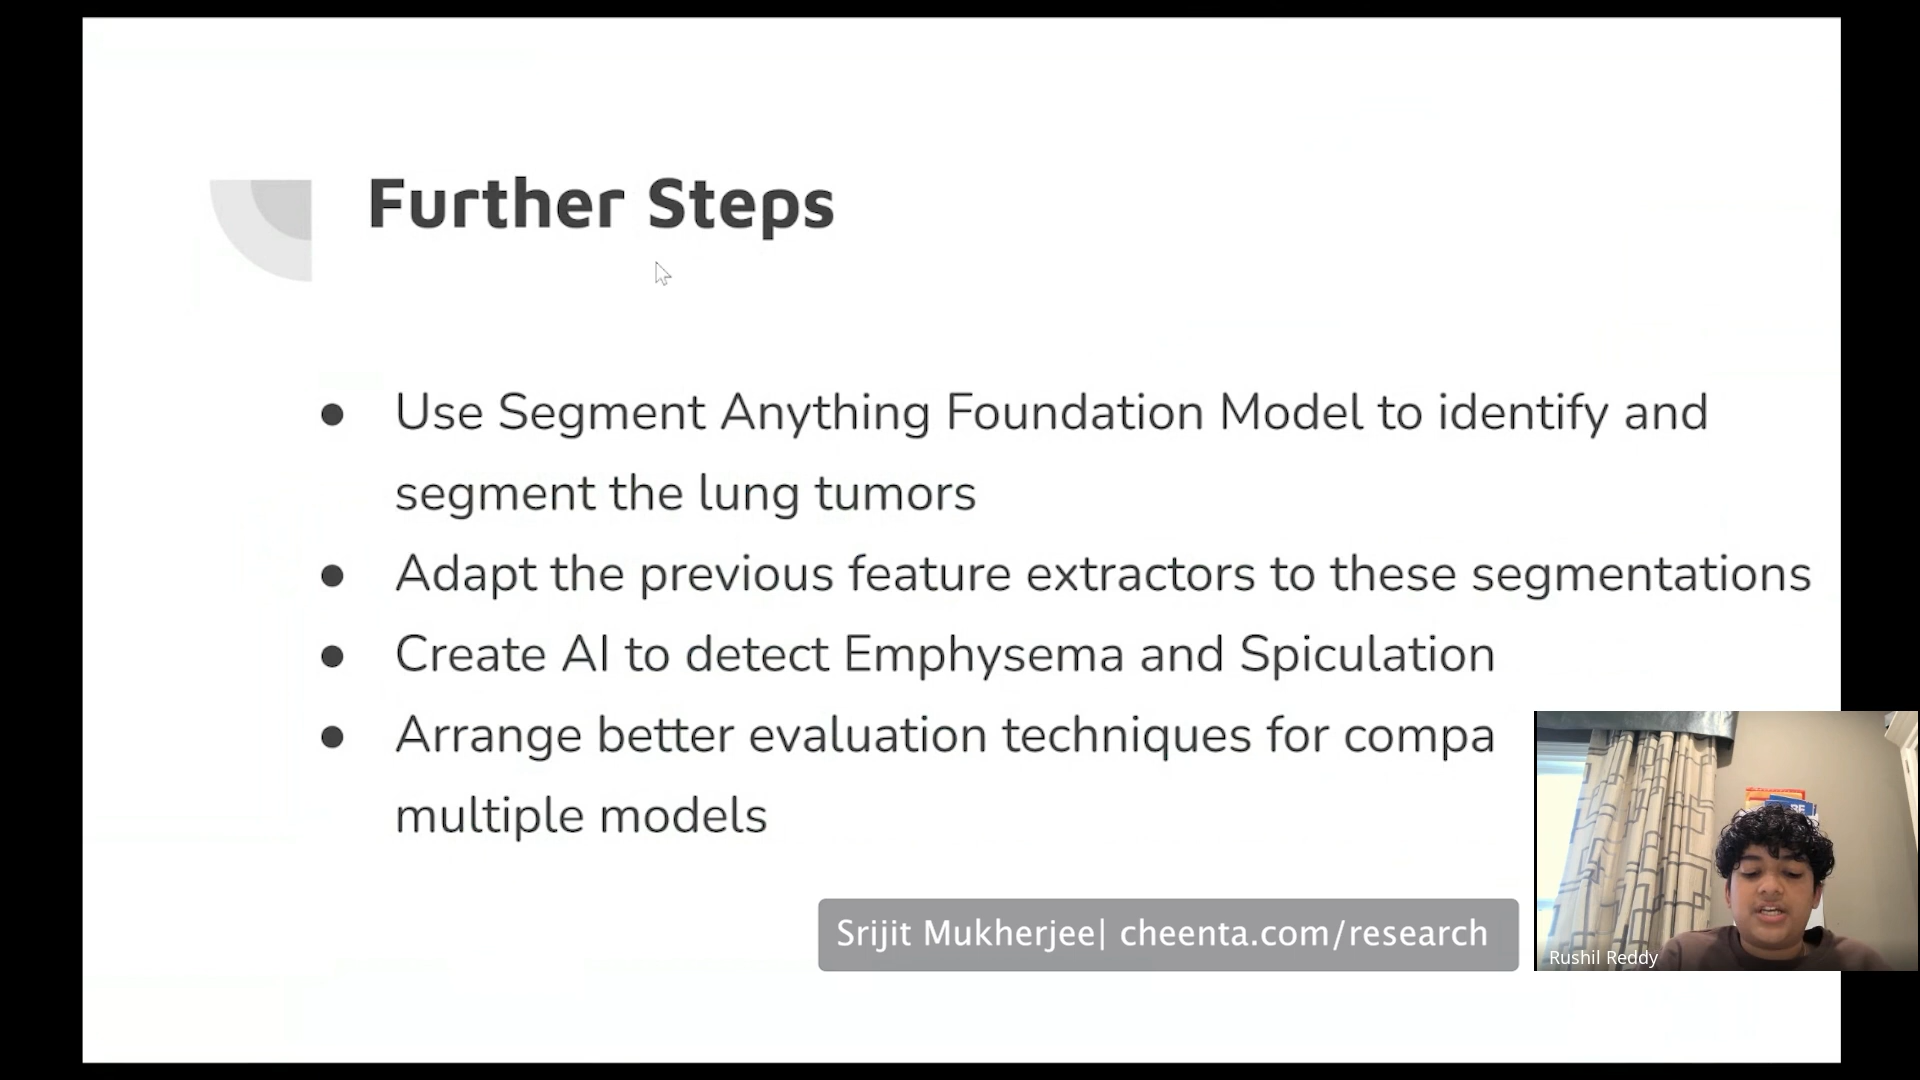 Further Steps
● Use Segment Anything Foundation Model to identify and
segment the lung tumors
● Adapt the previous feature extractors to these segmentations
● Create AI to detect Emphysema and Spiculation
● Arrange better evaluation techniques for compa
multiple models
Srijit Mukherjee| cheenta.com/research
Rushil Reddy